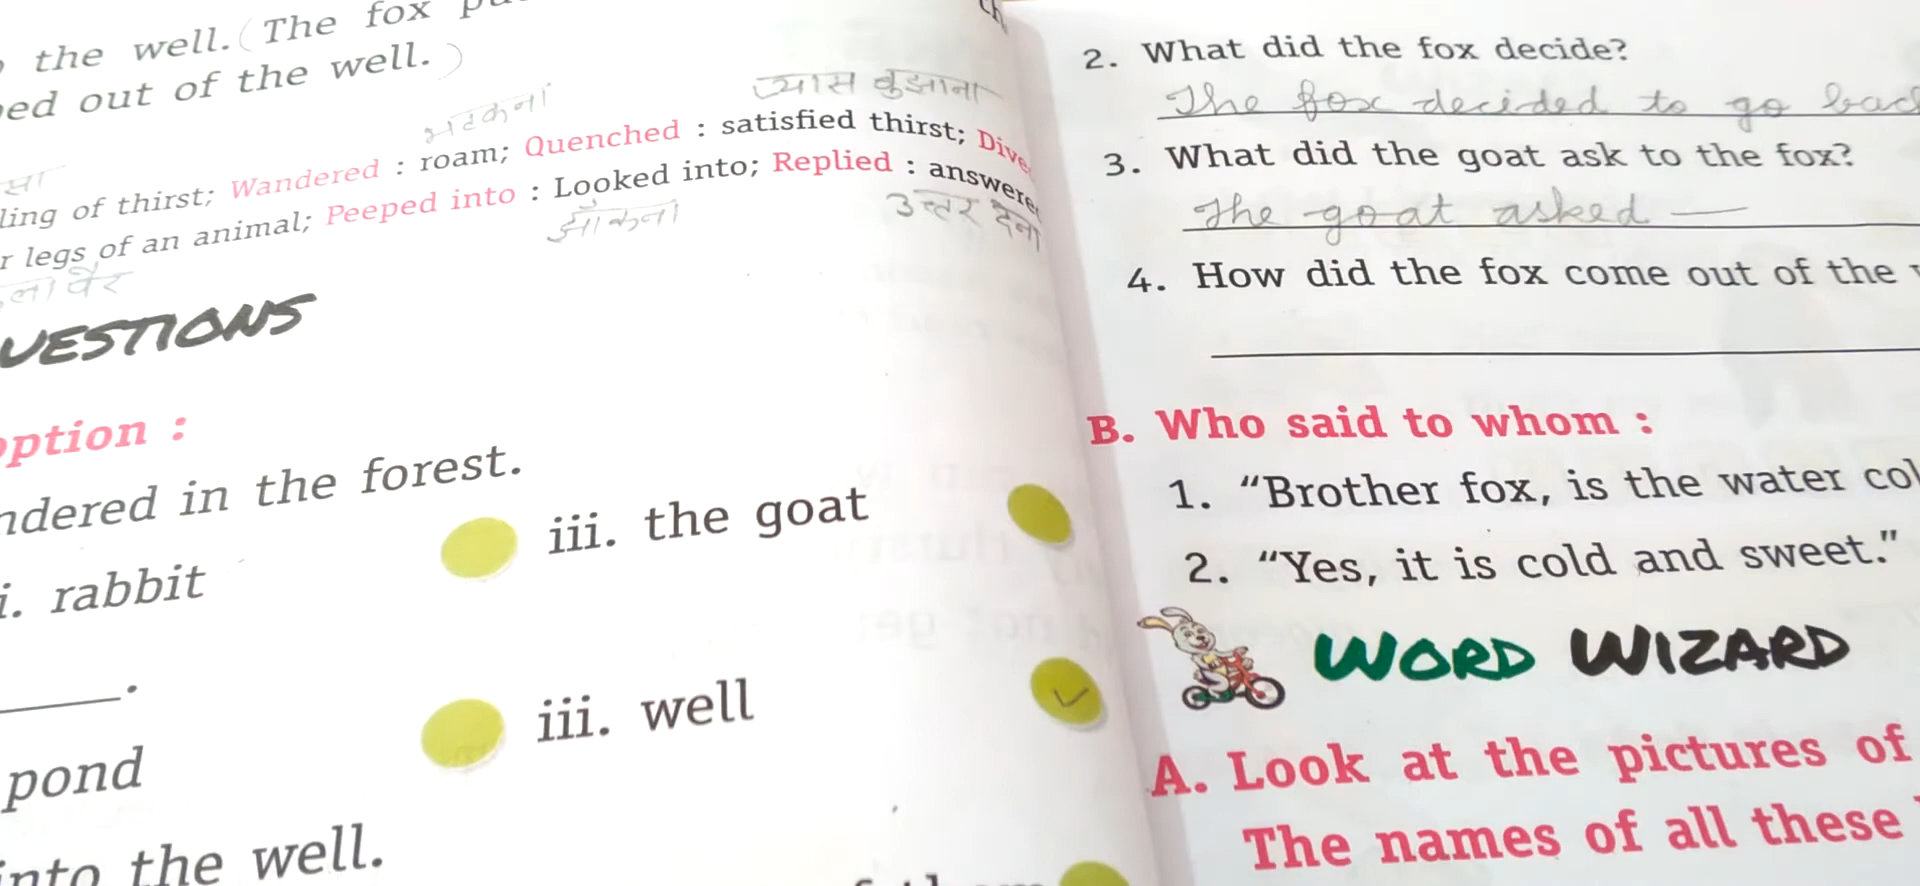 the well. (The fox
ed out of the well.)
भटकना
प्यास बुझाना
ling of thirst; Wandered : roam; Quenched : satisfied thirst; Dive
r legs of an animal; Peeped into : Looked into; Replied : answere
झाँकना
उत्तर देना
UESTIONS
ption :
ndered in the forest.
i. rabbit
iii. the goat
pond
iii. well
into the well.
2. What did the fox decide?
The fox decided to go bac
3. What did the goat ask to the fox?
The goat asked —
4. How did the fox come out of the
B. Who said to whom :
1. “Brother fox, is the water col
2. “Yes, it is cold and sweet.”
WORD WIZARD
A. Look at the pictures of
The names of all these